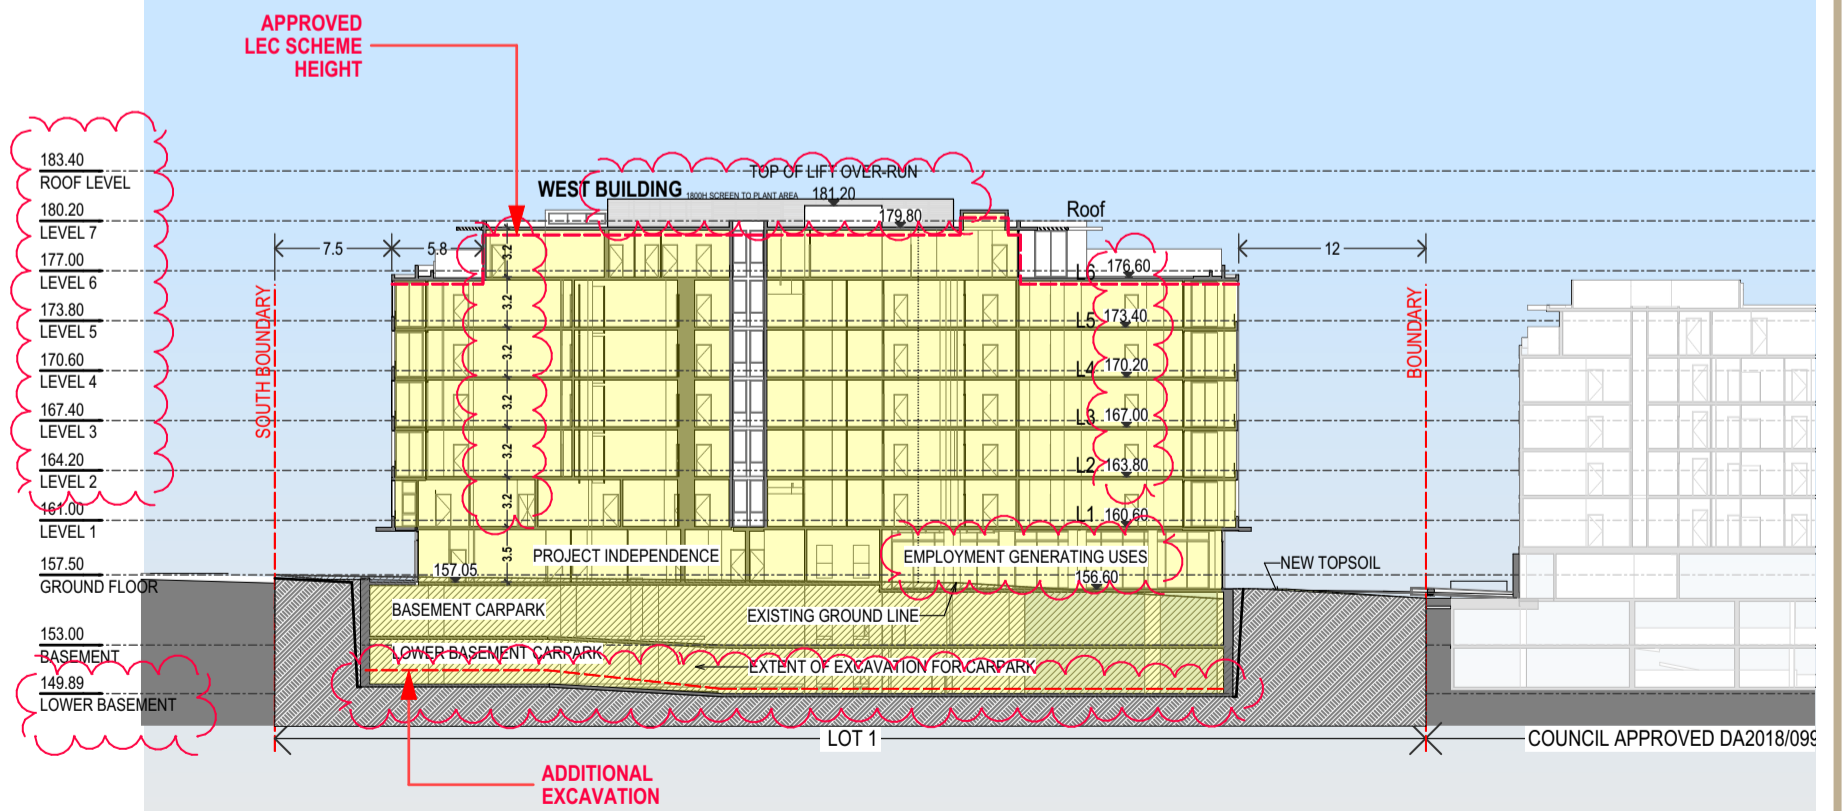 APPROVED
LEC SCHEME
HEIGHT
183.40
ROOF LEVEL
180.20
LEVEL 7
177.00
LEVEL 6
173.80
LEVEL 5
170.60
LEVEL 4
167.40
LEVEL 3
164.20
LEVEL 2
161.00
LEVEL 1
157.50
GROUND FLOOR
153.00
BASEMENT
149.89
LOWER BASEMENT
TOP OF LIFT OVER-RUN
WEST BUILDING
1800H SCREEN TO PLANT AREA
181.20
179.80
Roof
7.5
5.8
12
SOUTH BOUNDARY
BOUNDARY
3.2
3.2
3.2
3.2
3.2
3.2
3.5
L6 176.60
L5 173.40
L4 170.20
L3 167.00
L2 163.80
L1 160.60
PROJECT INDEPENDENCE
EMPLOYMENT GENERATING USES
157.05
156.60
NEW TOPSOIL
BASEMENT CARPARK
EXISTING GROUND LINE
LOWER BASEMENT CARPARK
EXTENT OF EXCAVATION FOR CARPARK
LOT 1
COUNCIL APPROVED DA2018/099
ADDITIONAL
EXCAVATION